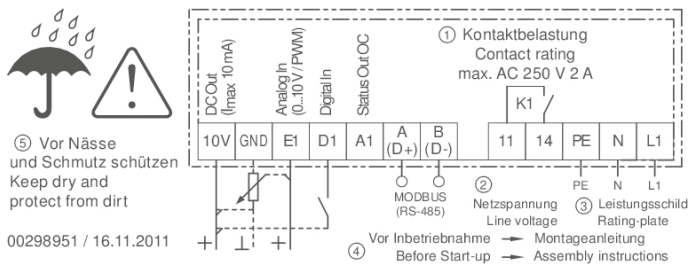 ① Kontaktbelastung
Contact rating
max. AC 250 V 2 A
DC Out
(Imax 10 mA)
Analog In
(0...10 V / PWM)
Digital In
Status Out OC
K1
10V GND E1 D1 A1 A (D+) B (D-) 11 14 PE N L1
MODBUS
(RS-485)
PE N L1
② Netzspannung
Line voltage
③ Leistungsschild
Rating-plate
④ Vor Inbetriebnahme → Montageanleitung
Before Start-up → Assembly instructions
⑤ Vor Nässe
und Schmutz schützen
Keep dry and
protect from dirt
00298951 / 16.11.2011